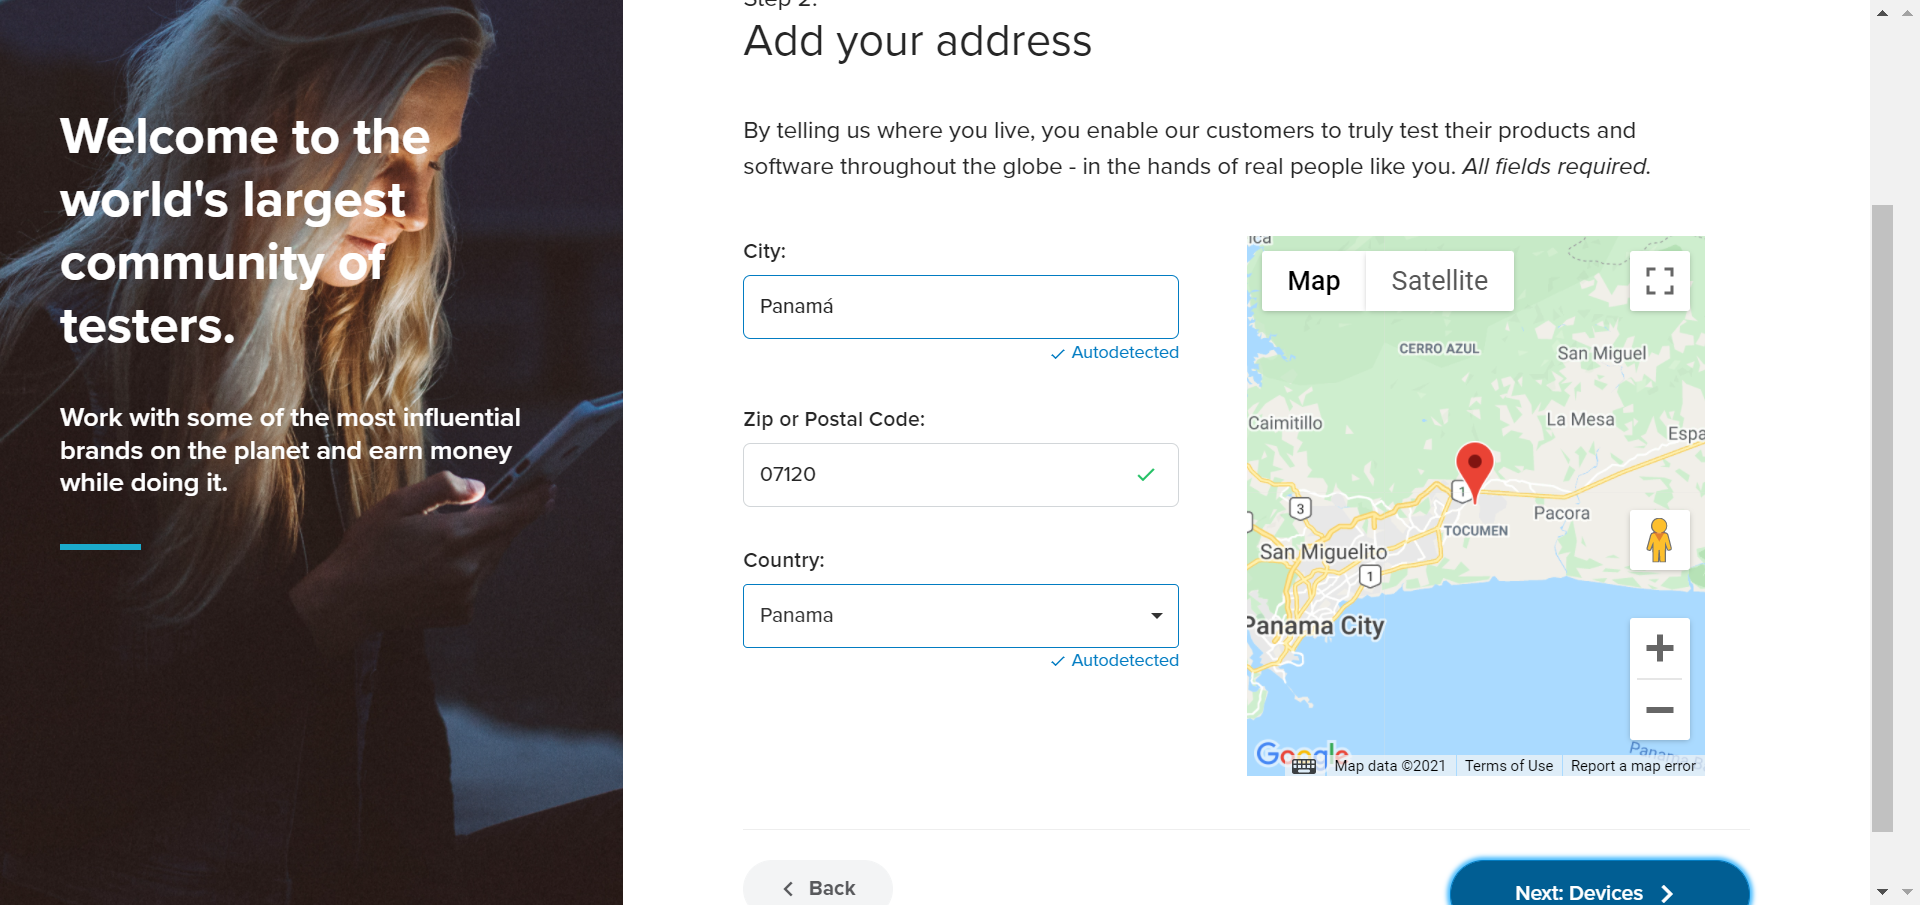 Welcome to the
world's largest
community of
testers.
Work with some of the most influential
brands on the planet and earn money
while doing it.
Step 2:
Add your address
By telling us where you live, you enable our customers to truly test their products and
software throughout the globe - in the hands of real people like you. All fields required.
City:
Panamá
Autodetected
Zip or Postal Code:
07120
Country:
Panama
Autodetected
Map
Satellite
CERRO AZUL
San Miguel
Caimitillo
La Mesa
Espa
1
3
Pacora
TOCUMEN
San Miguelito
1
Panama City
Google
Map data ©2021
Terms of Use
Report a map error
Back
Next: Devices